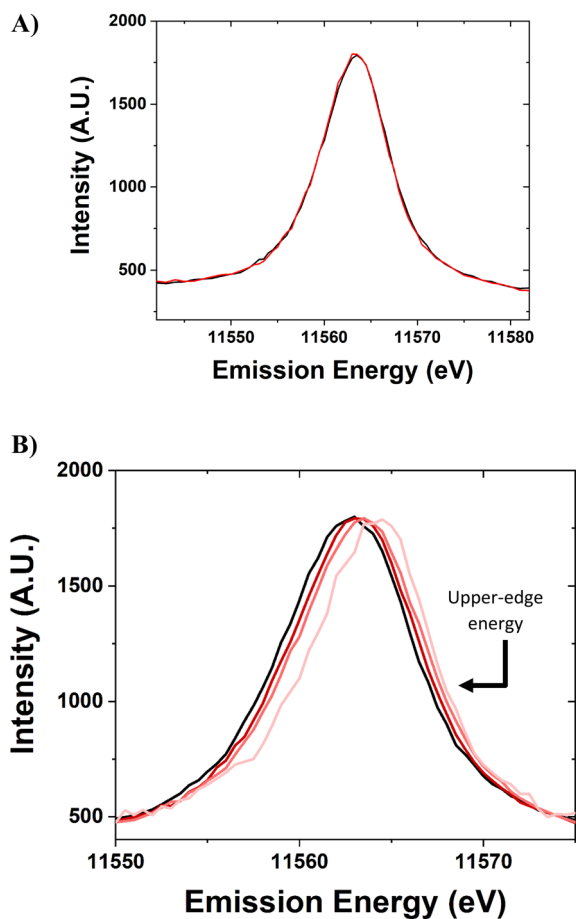 A)
2000
1500
1000
500
Intensity (A.U.)
11550
11560
11570
11580
Emission Energy (eV)
B)
2000
1500
1000
500
Intensity (A.U.)
Upper-edge
energy
11550
11560
11570
Emission Energy (eV)